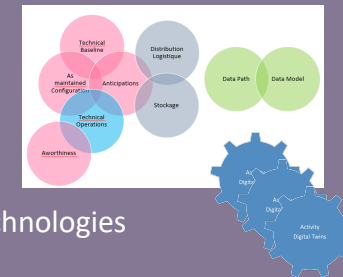 Technical
Baseline
As
maintained
Configuration
Anticipations
Technical
Operations
Aworthiness
Distribution
Logistique
Stockage
Data Path
Data Model
Activity
Digital Twins
chnologies